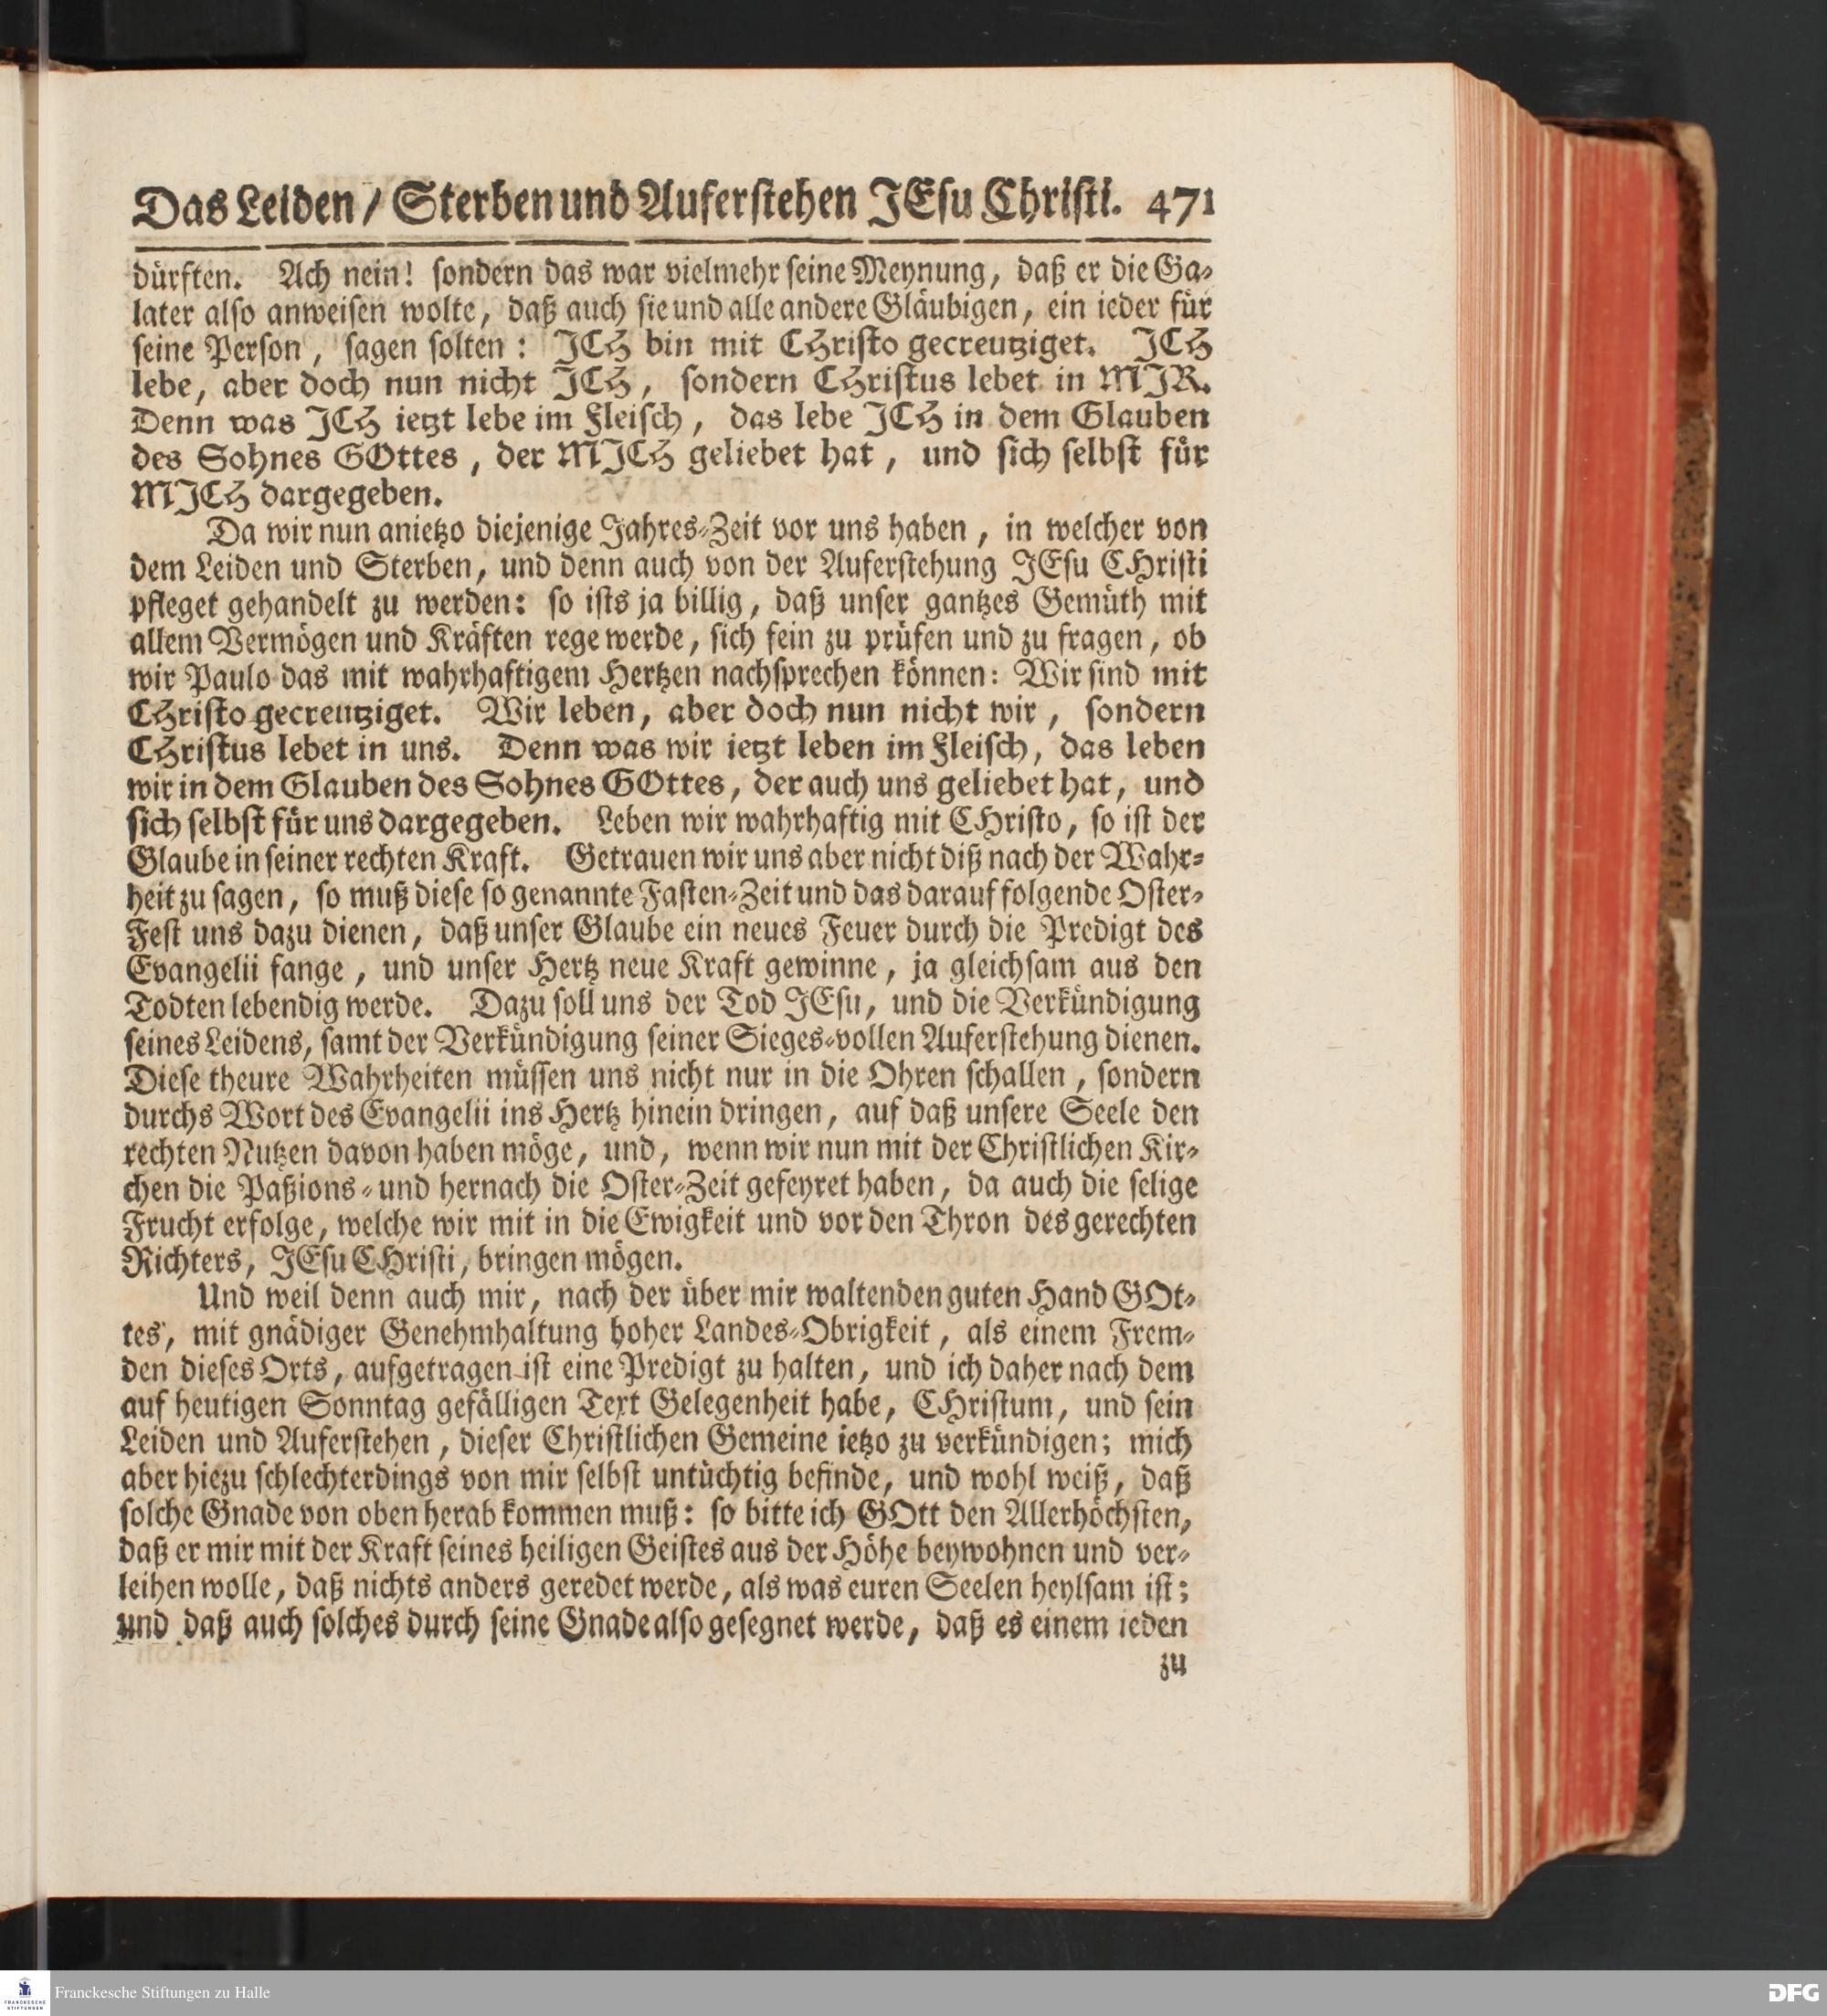 Das Leiden / Sterben und Auferstehen JEsu Christi. 471
dürften. Ach nein! sondern das war vielmehr seine Meynung, daß er die Ga-
later also anweisen wolte, daß auch sie und alle andere Gläubigen, ein ieder für
seine Person, sagen solten: JCH bin mit CHristo gecreutziget. JCH
lebe, aber doch nun nicht JCH, sondern CHristus lebet in MJR.
Denn was JCH ietzt lebe im Fleisch, das lebe JCH in dem Glauben
des Sohnes GOttes, der MJCH geliebet hat, und sich selbst für
MJCH dargegeben.
Da wir nun anietzo diejenige Jahres-Zeit vor uns haben, in welcher von
dem Leiden und Sterben, und denn auch von der Auferstehung JEsu CHristi
pfleget gehandelt zu werden: so ists ja billig, daß unser gantzes Gemüth mit
allem Vermögen und Kräften rege werde, sich fein zu prüfen und zu fragen, ob
wir Paulo das mit wahrhaftigem Hertzen nachsprechen können: Wir sind mit
CHristo gecreutziget. Wir leben, aber doch nun nicht wir, sondern
CHristus lebet in uns. Denn was wir ietzt leben im Fleisch, das leben
wir in dem Glauben des Sohnes GOttes, der auch uns geliebet hat, und
sich selbst für uns dargegeben. Leben wir wahrhaftig mit CHristo, so ist der
Glaube in seiner rechten Kraft. Getrauen wir uns aber nicht diß nach der Wahr-
heit zu sagen, so muß diese so genannte Fasten-Zeit und das darauf folgende Oster-
Fest uns dazu dienen, daß unser Glaube ein neues Feuer durch die Predigt des
Evangelii fange, und unser Hertz neue Kraft gewinne, ja gleichsam aus den
Todten lebendig werde. Dazu soll uns der Tod JEsu, und die Verkündigung
seines Leidens, samt der Verkündigung seiner Sieges-vollen Auferstehung dienen.
Diese theure Wahrheiten müssen uns nicht nur in die Ohren schallen, sondern
durchs Wort des Evangelii ins Hertz hinein dringen, auf daß unsere Seele den
rechten Nutzen davon haben möge, und, wenn wir nun mit der Christlichen Kir-
chen die Paßions- und hernach die Oster-Zeit gefeyret haben, da auch die selige
Frucht erfolge, welche wir mit in die Ewigkeit und vor den Thron des gerechten
Richters, JEsu CHristi, bringen mögen.
Und weil denn auch mir, nach der über mir waltenden guten Hand GOt-
tes, mit gnädiger Genehmhaltung hoher Landes-Obrigkeit, als einem Frem-
den dieses Orts, aufgetragen ist eine Predigt zu halten, und ich daher nach dem
auf heutigen Sonntag gefälligen Text Gelegenheit habe, CHristum, und sein
Leiden und Auferstehen, dieser Christlichen Gemeine ietzo zu verkündigen; mich
aber hiezu schlechterdings von mir selbst untüchtig befinde, und wohl weiß, daß
solche Gnade von oben herab kommen muß: so bitte ich GOtt den Allerhöchsten,
daß er mir mit der Kraft seines heiligen Geistes aus der Höhe beywohnen und ver-
leihen wolle, daß nichts anders geredet werde, als was euren Seelen heylsam ist;
und daß auch solches durch seine Gnade also gesegnet werde, daß es einem ieden
zu
FRANCKESCHE
STIFTUNGEN
Franckesche Stiftungen zu Halle
DFG